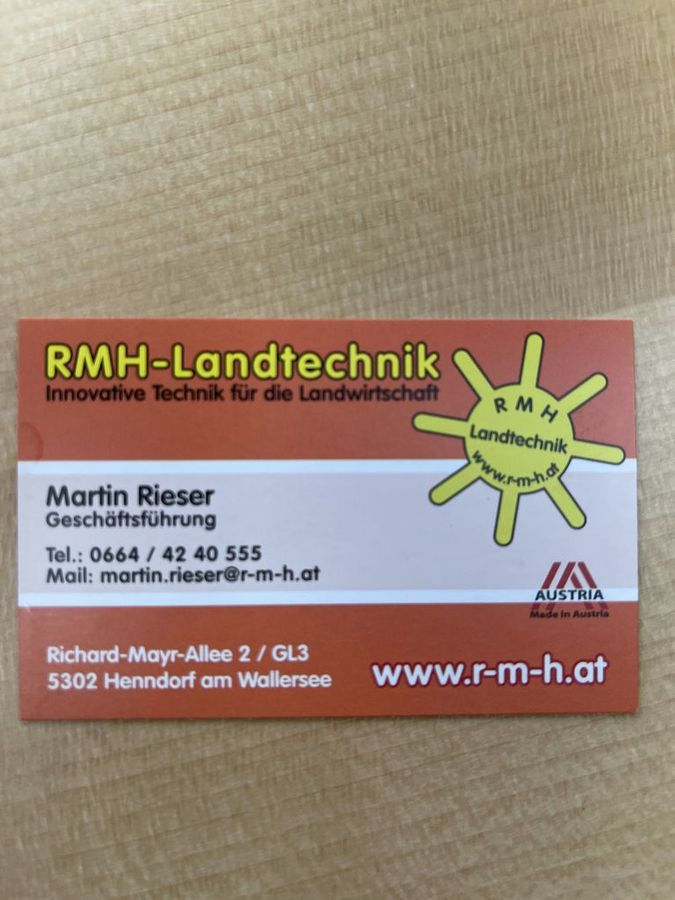 RMH-Landtechnik
Innovative Technik für die Landwirtschaft
RMH
Landtechnik
www.r-m-h.at
Martin Rieser
Geschäftsführung
Tel.: 0664 / 42 40 555
Mail: martin.rieser@r-m-h.at
AUSTRIA
Made in Austria
Richard-Mayr-Allee 2 / GL3
5302 Henndorf am Wallersee
www.r-m-h.at